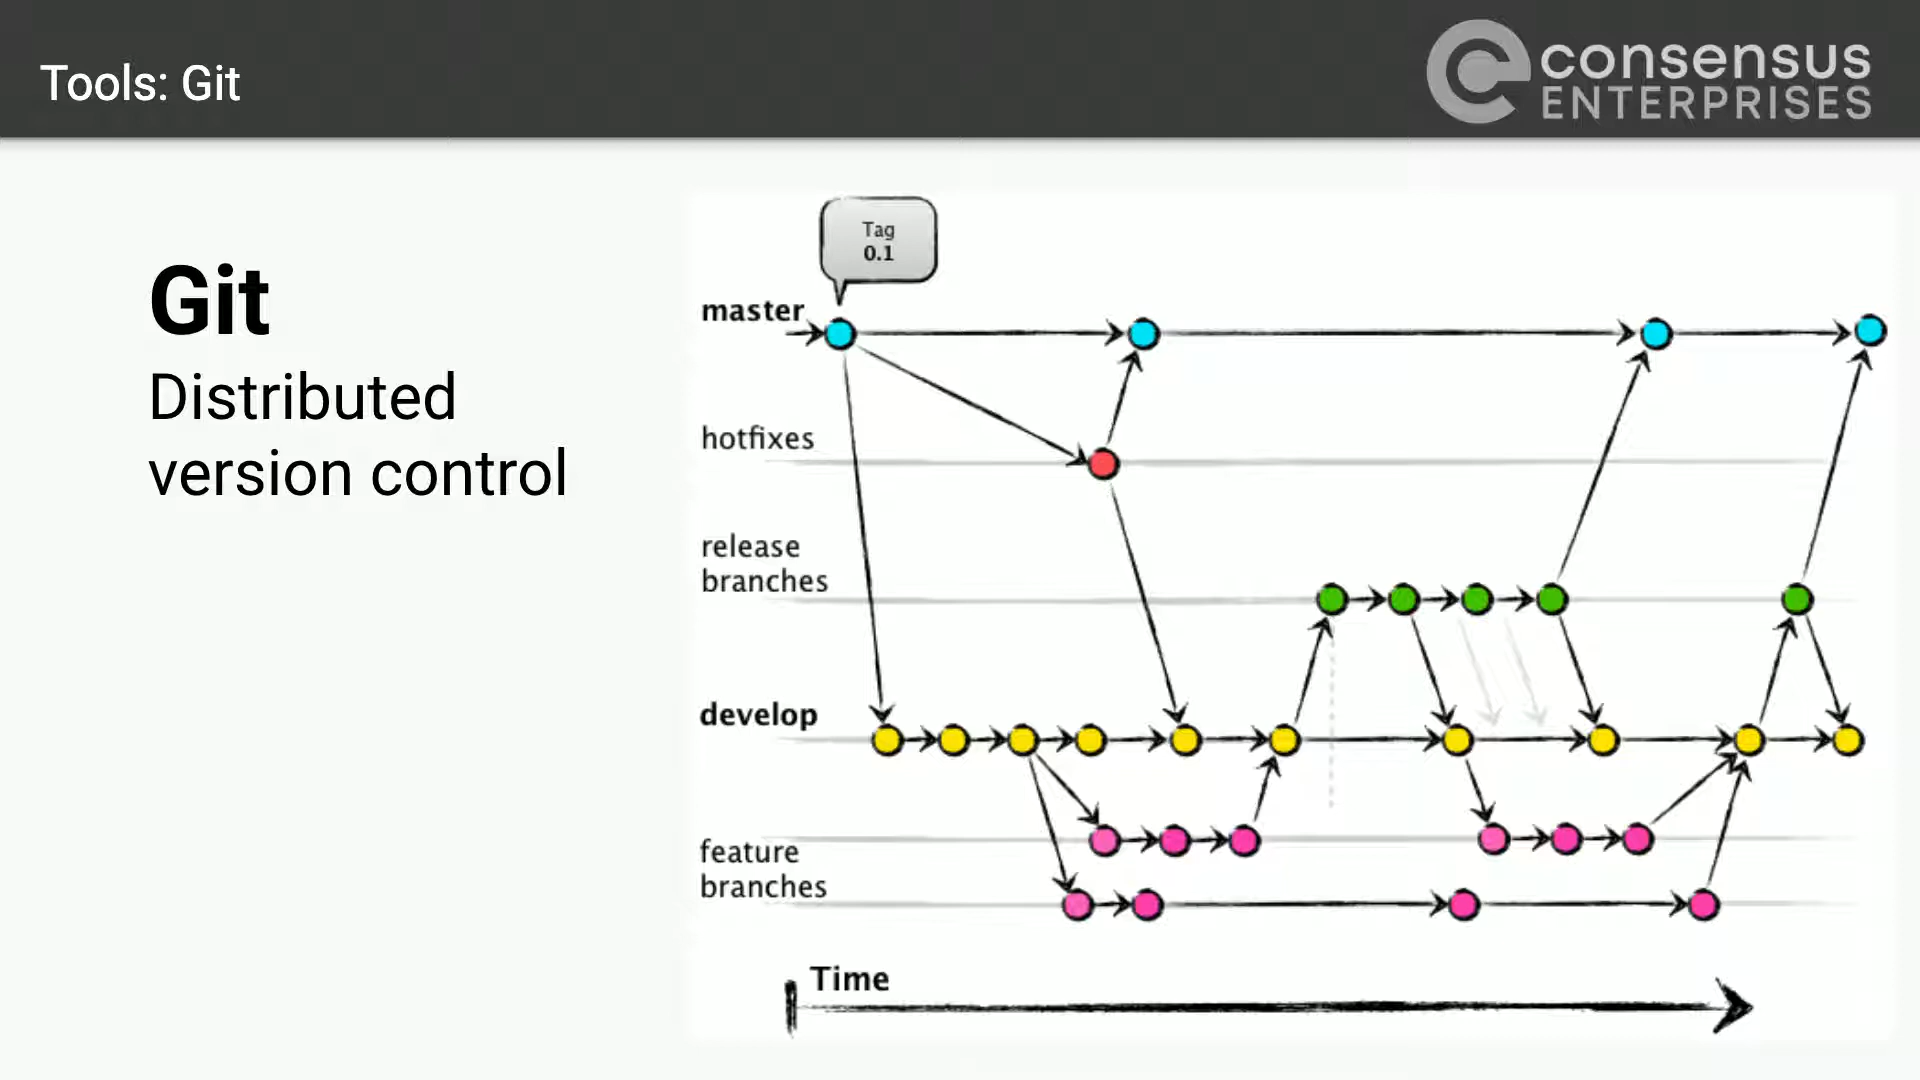 Tools: Git
consensus
ENTERPRISES
Git
Distributed
version control
Tag
0.1
master
hotfixes
release
branches
develop
feature
branches
Time